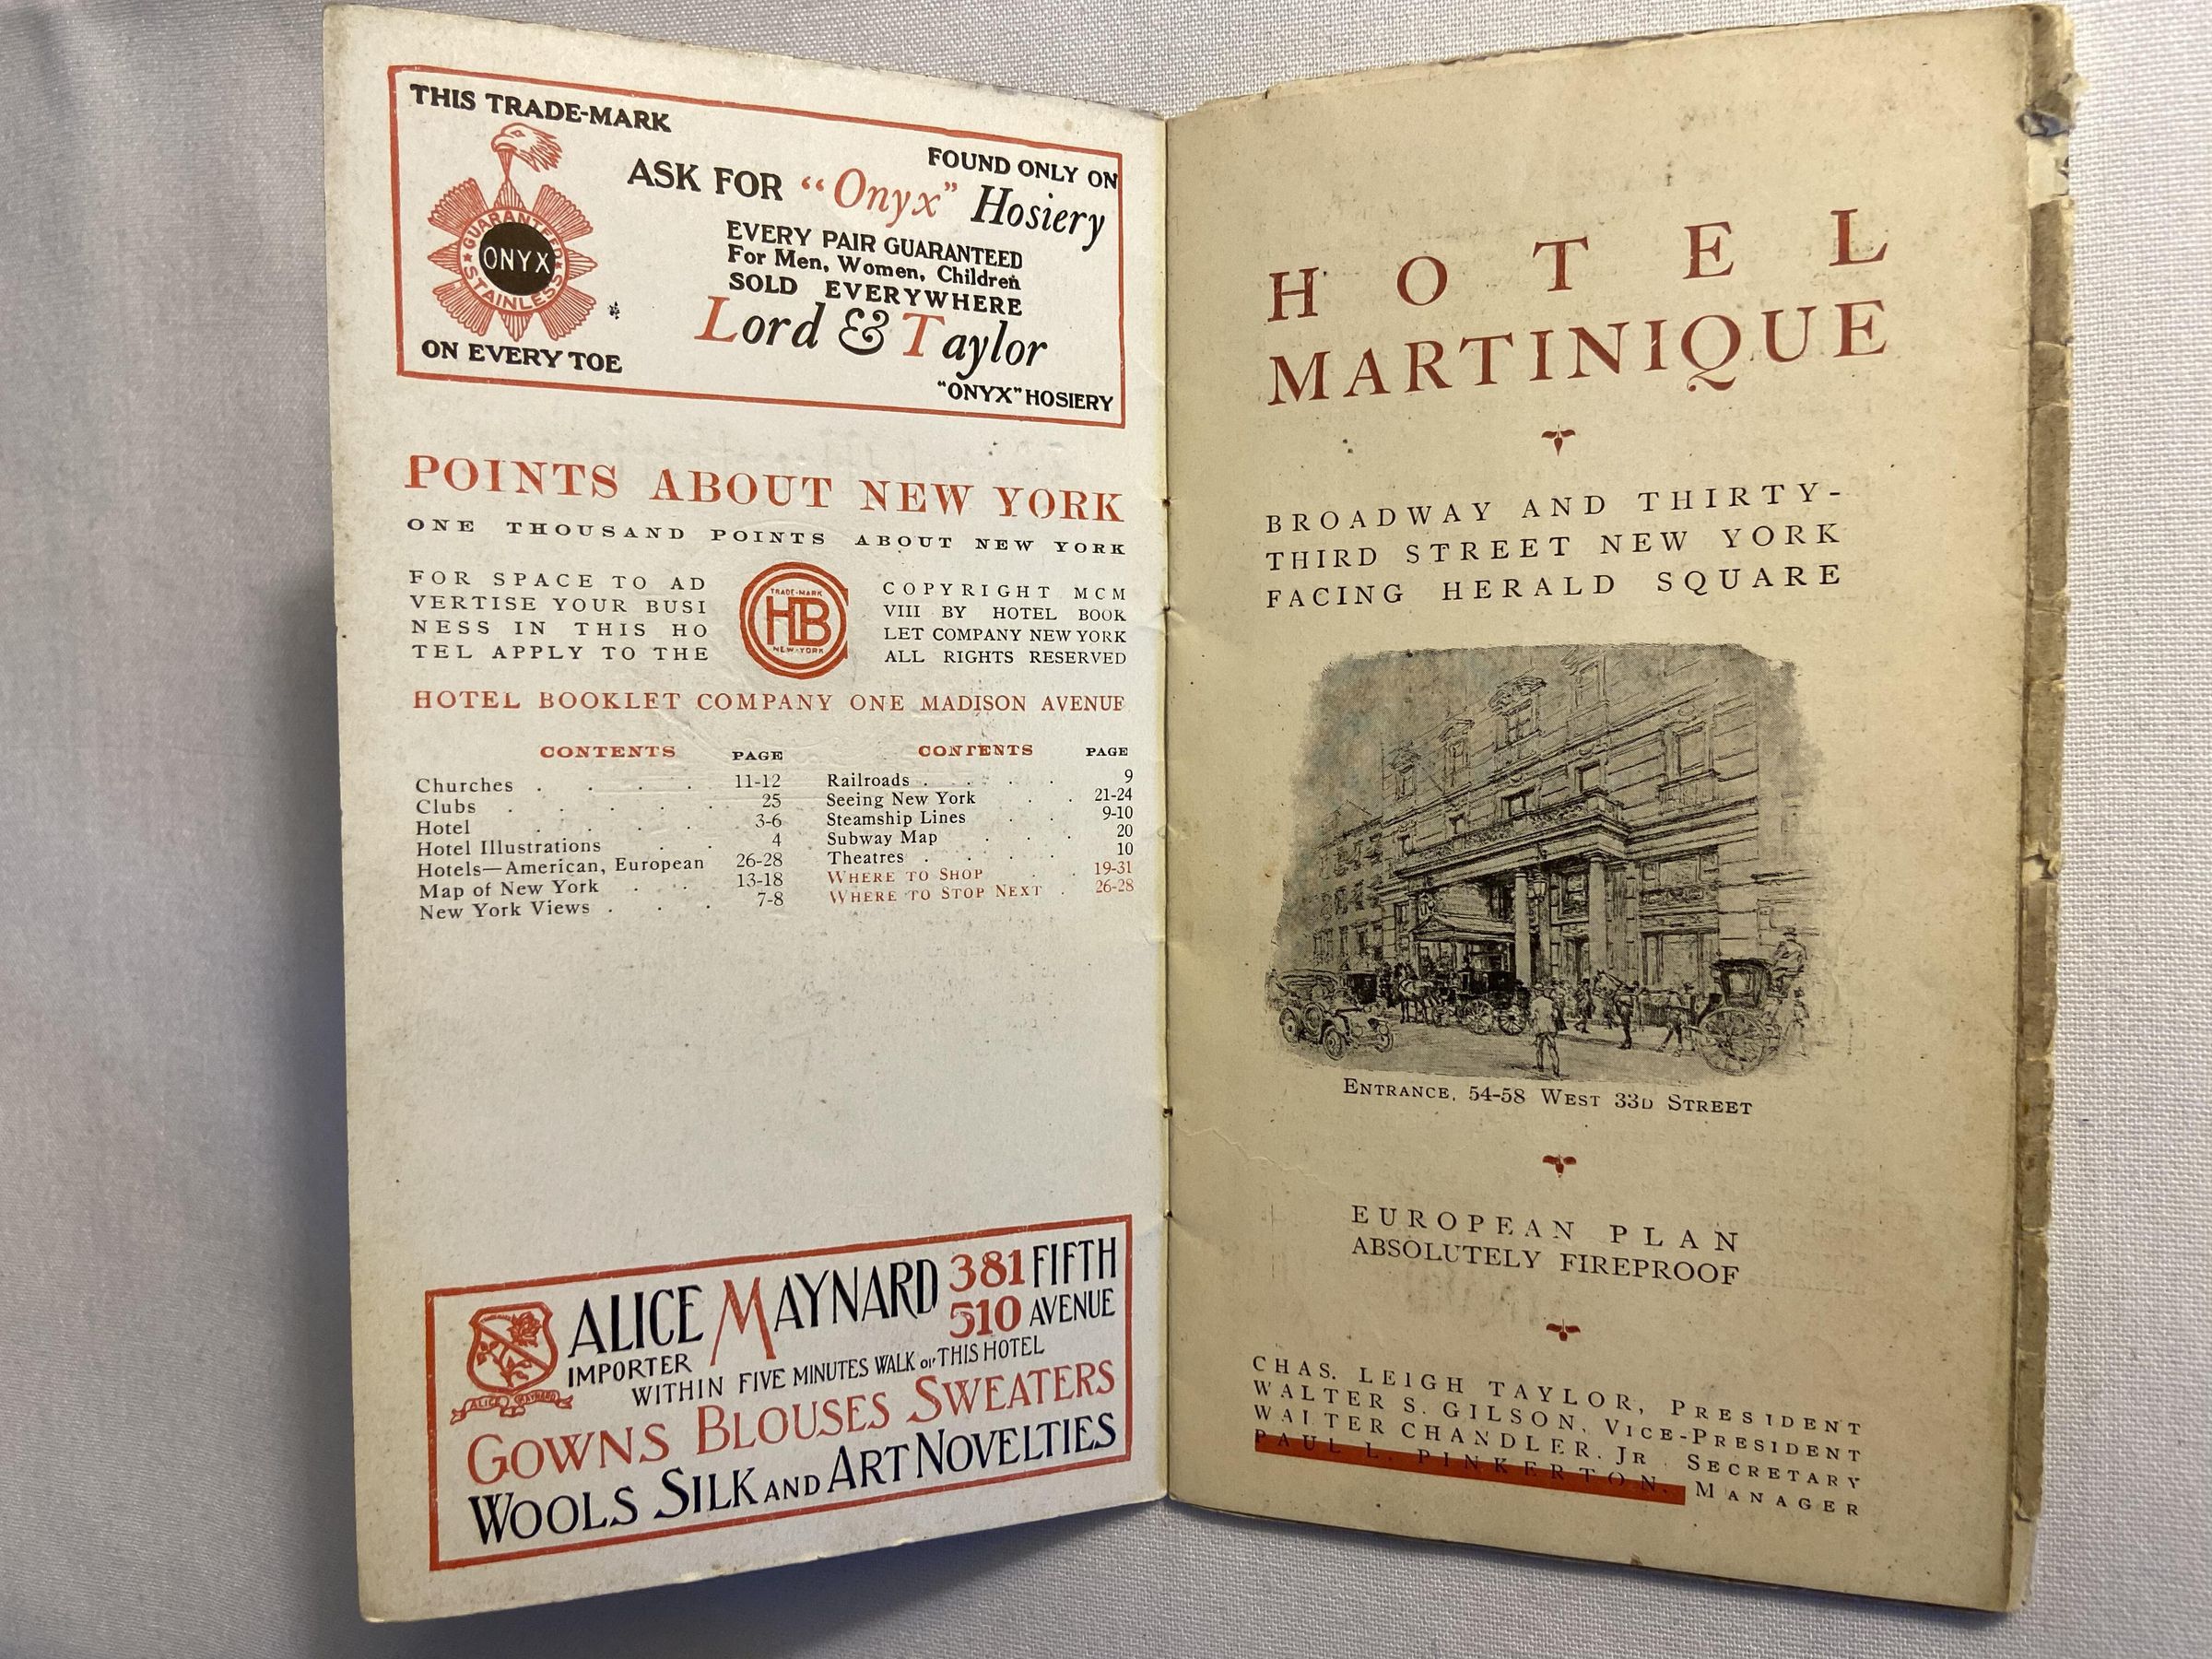 THIS TRADE-MARK
FOUND ONLY ON
GUARANTEED
ONYX
STAINLESS
ASK FOR "Onyx" Hosiery
EVERY PAIR GUARANTEED
For Men, Women, Children
SOLD EVERYWHERE
Lord & Taylor
ON EVERY TOE
"ONYX" HOSIERY
POINTS ABOUT NEW YORK
ONE THOUSAND POINTS ABOUT NEW YORK
FOR SPACE TO AD
VERTISE YOUR BUSI
NESS IN THIS HO
TEL APPLY TO THE
TRADE-MARK
HBC
NEW-YORK
COPYRIGHT MCM
VIII BY HOTEL BOOK
LET COMPANY NEW YORK
ALL RIGHTS RESERVED
HOTEL BOOKLET COMPANY ONE MADISON AVENUE
CONTENTS PAGE
Churches . . . . 11-12
Clubs . . . . . . 25
Hotel . . . . . 3-6
Hotel Illustrations . . 4
Hotels—American, European 26-28
Map of New York . . . 13-18
New York Views . . . 7-8
CONTENTS PAGE
Railroads . . . . 9
Seeing New York . . 21-24
Steamship Lines . . 9-10
Subway Map . . . 20
Theatres . . . . 10
WHERE TO SHOP . . 19-31
WHERE TO STOP NEXT . 26-28
ALICE MAYNARD 381 FIFTH
510 AVENUE
IMPORTER
WITHIN FIVE MINUTES WALK OF THIS HOTEL
ALICE MAYNARD
GOWNS BLOUSES SWEATERS
WOOLS SILK AND ART NOVELTIES
HOTEL
MARTINIQUE
BROADWAY AND THIRTY-
THIRD STREET NEW YORK
FACING HERALD SQUARE
ENTRANCE, 54-58 WEST 33D STREET
EUROPEAN PLAN
ABSOLUTELY FIREPROOF
CHAS. LEIGH TAYLOR, PRESIDENT
WALTER S. GILSON, VICE-PRESIDENT
WALTER CHANDLER, JR. SECRETARY
PAUL L. PINKERTON, MANAGER